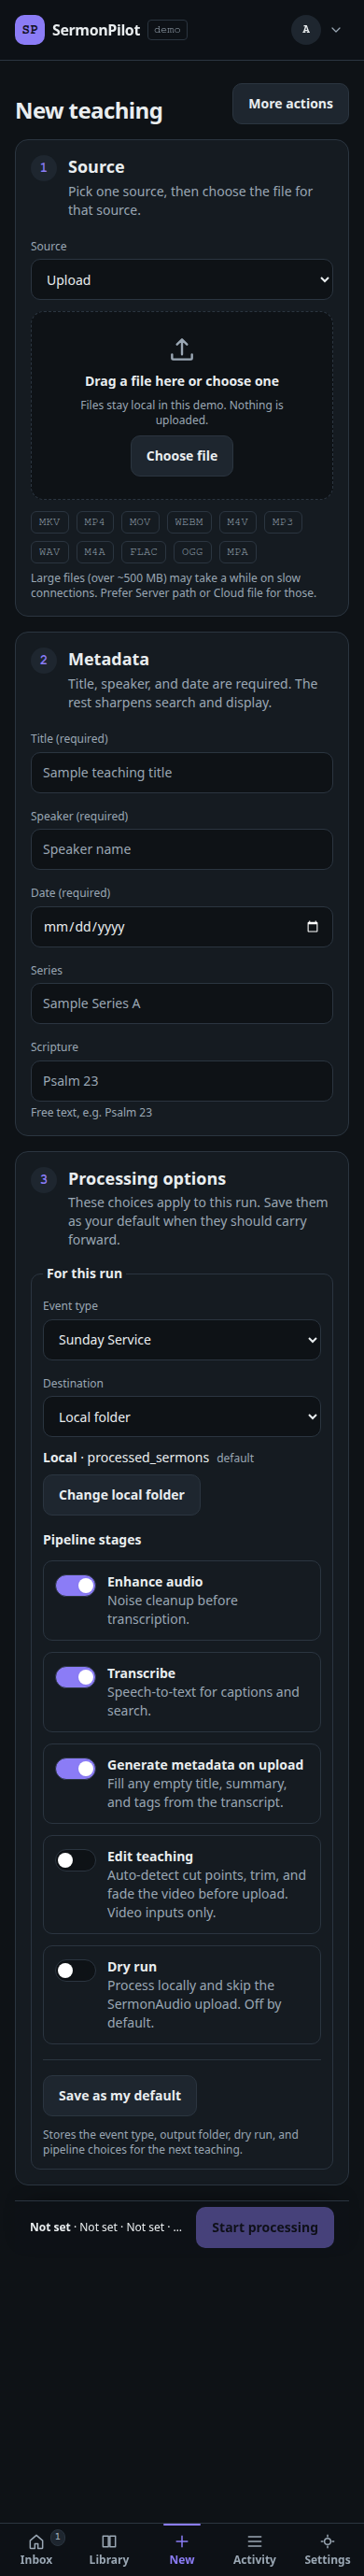 SP SermonPilot demo A
New teaching
More actions
1 Source
Pick one source, then choose the file for
that source.
Source
Upload
Drag a file here or choose one
Files stay local in this demo. Nothing is
uploaded.
Choose file
MKV MP4 MOV WEBM M4V MP3
WAV M4A FLAC OGG MPA
Large files (over ~500 MB) may take a while on slow
connections. Prefer Server path or Cloud file for those.
2 Metadata
Title, speaker, and date are required. The
rest sharpens search and display.
Title (required)
Sample teaching title
Speaker (required)
Speaker name
Date (required)
mm/dd/yyyy
Series
Sample Series A
Scripture
Psalm 23
Free text, e.g. Psalm 23
3 Processing options
These choices apply to this run. Save them
as your default when they should carry
forward.
For this run
Event type
Sunday Service
Destination
Local folder
Local · processed_sermons default
Change local folder
Pipeline stages
Enhance audio
Noise cleanup before
transcription.
Transcribe
Speech-to-text for captions and
search.
Generate metadata on upload
Fill any empty title, summary,
and tags from the transcript.
Edit teaching
Auto-detect cut points, trim, and
fade the video before upload.
Video inputs only.
Dry run
Process locally and skip the
SermonAudio upload. Off by
default.
Save as my default
Stores the event type, output folder, dry run, and
pipeline choices for the next teaching.
Not set · Not set · Not set · ... Start processing
1
Inbox Library New Activity Settings